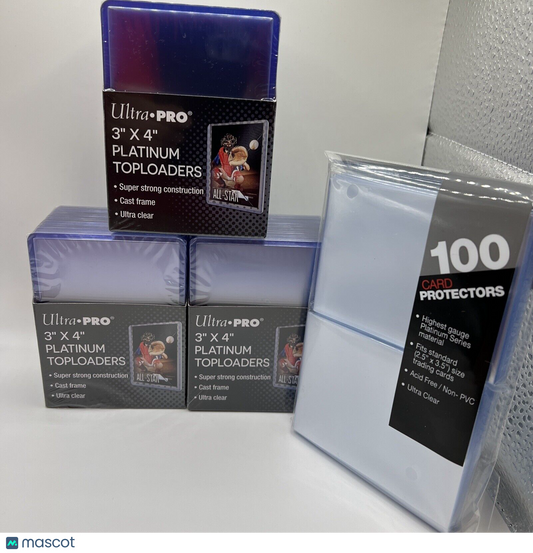 Ultra•PRO®
3" X 4"
PLATINUM
TOPLOADERS
• Super strong construction
• Cast frame
• Ultra clear
ALL-STAR
Ultra•PRO®
3" X 4"
PLATINUM
TOPLOADERS
• Super strong construction
• Cast frame
• Ultra clear
ALL-STAR
Ultra•PRO®
3" X 4"
PLATINUM
TOPLOADERS
• Super strong construction
• Cast frame
• Ultra clear
ALL-STAR
100
CARD
PROTECTORS
• Highest gauge
Platinum Series
material
• Fits standard
(2.5" x 3.5") size
trading cards
• Acid Free / Non- PVC
• Ultra Clear
mascot